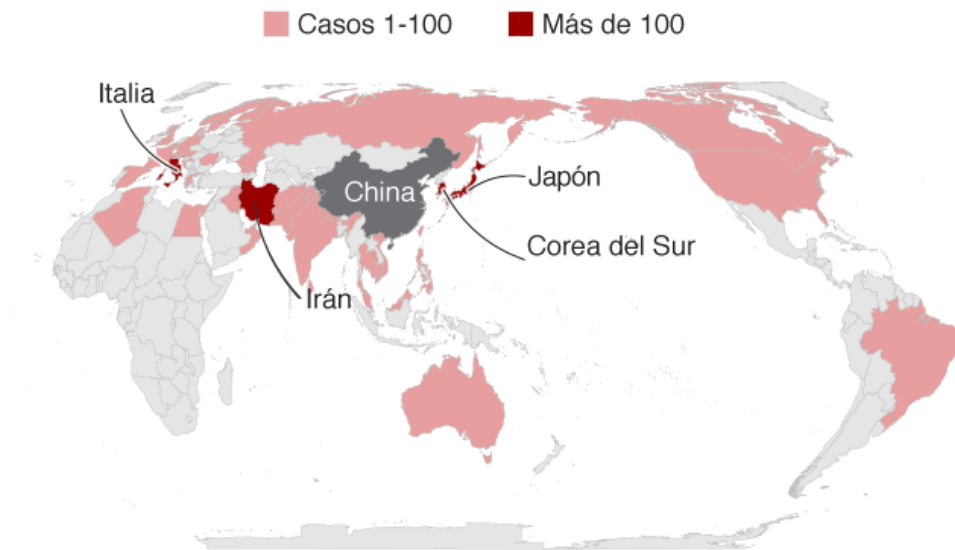 Casos 1-100
Más de 100
Italia
China
Japón
Corea del Sur
Irán